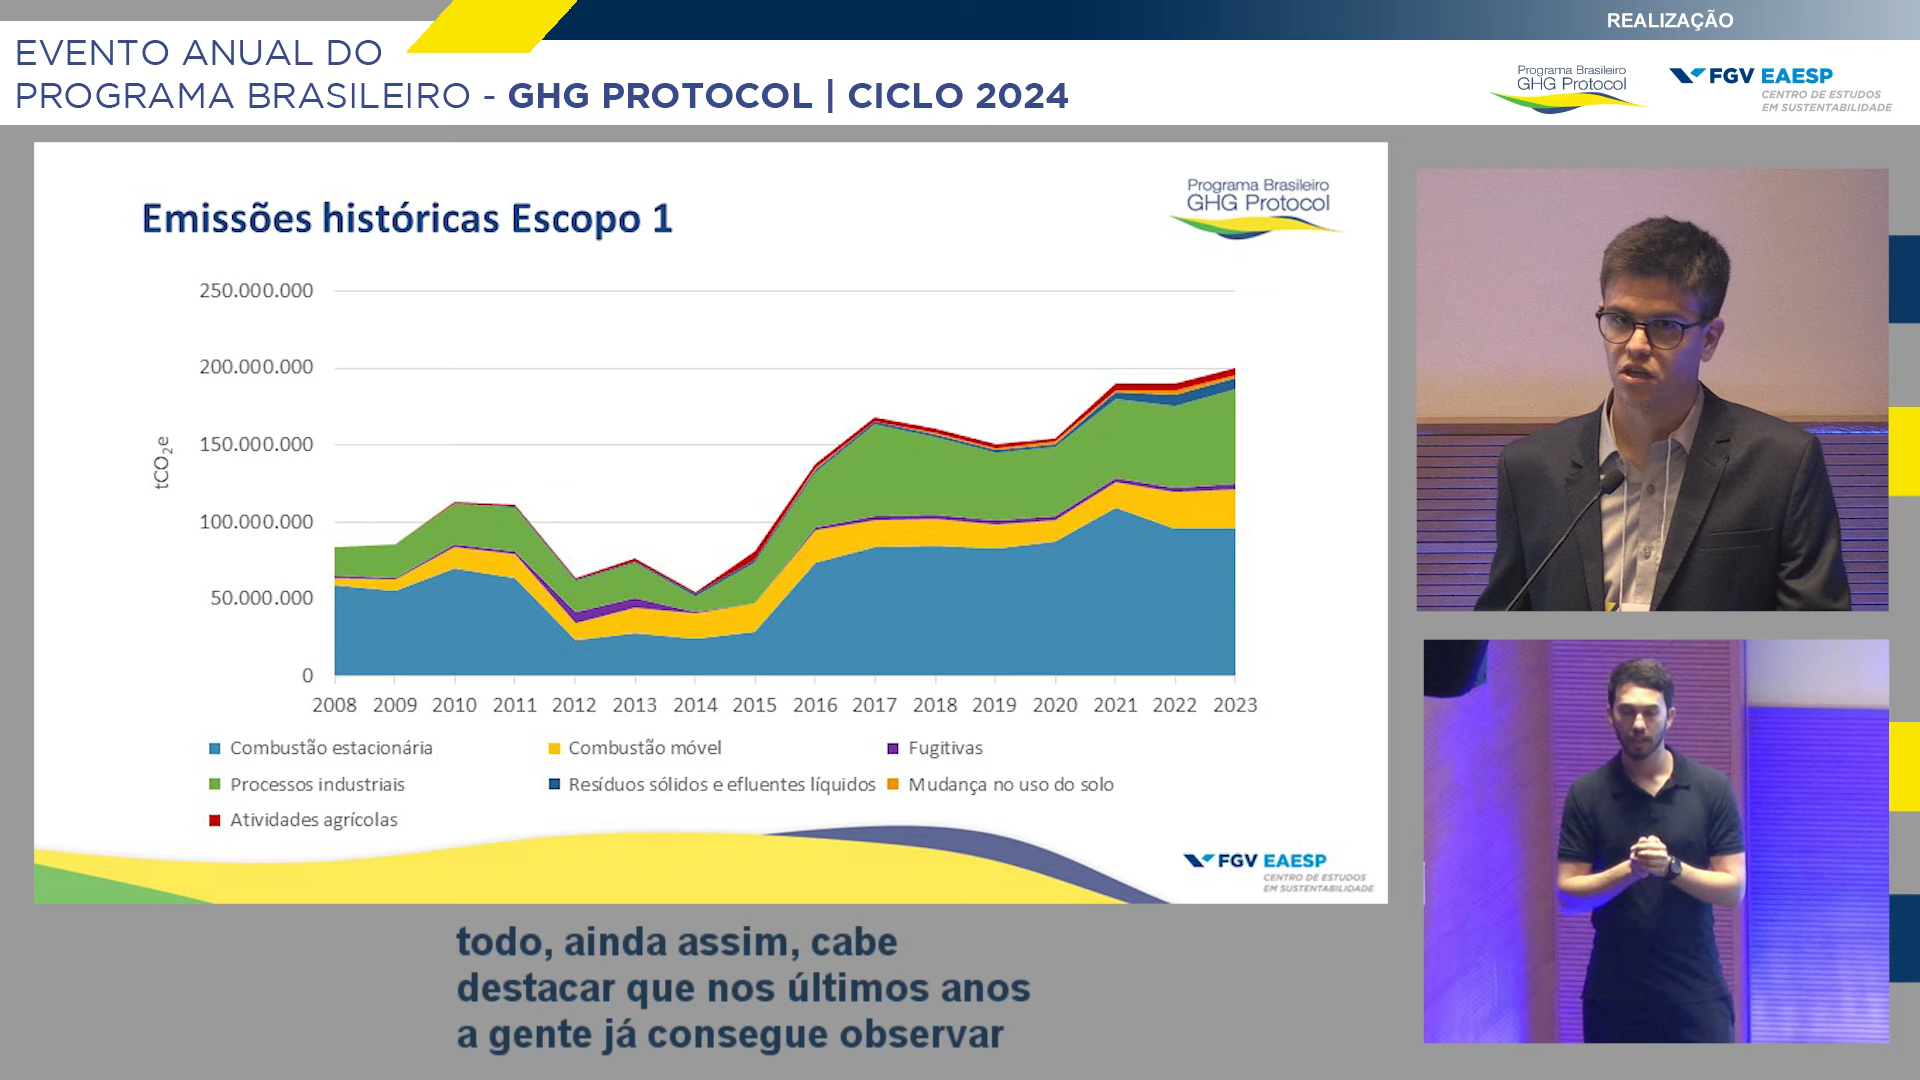 REALIZAÇÃO
EVENTO ANUAL DO
PROGRAMA BRASILEIRO - GHG PROTOCOL | CICLO 2024
Programa Brasileiro
GHG Protocol
FGV EAESP
CENTRO DE ESTUDOS
EM SUSTENTABILIDADE
Emissões históricas Escopo 1
Programa Brasileiro
GHG Protocol
250.000.000
200.000.000
150.000.000
100.000.000
50.000.000
0
tCO₂e
2008 2009 2010 2011 2012 2013 2014 2015 2016 2017 2018 2019 2020 2021 2022 2023
Combustão estacionária Combustão móvel Fugitivas
Processos industriais Resíduos sólidos e efluentes líquidos Mudança no uso do solo
Atividades agrícolas
FGV EAESP
CENTRO DE ESTUDOS
EM SUSTENTABILIDADE
todo, ainda assim, cabe
destacar que nos últimos anos
a gente já consegue observar